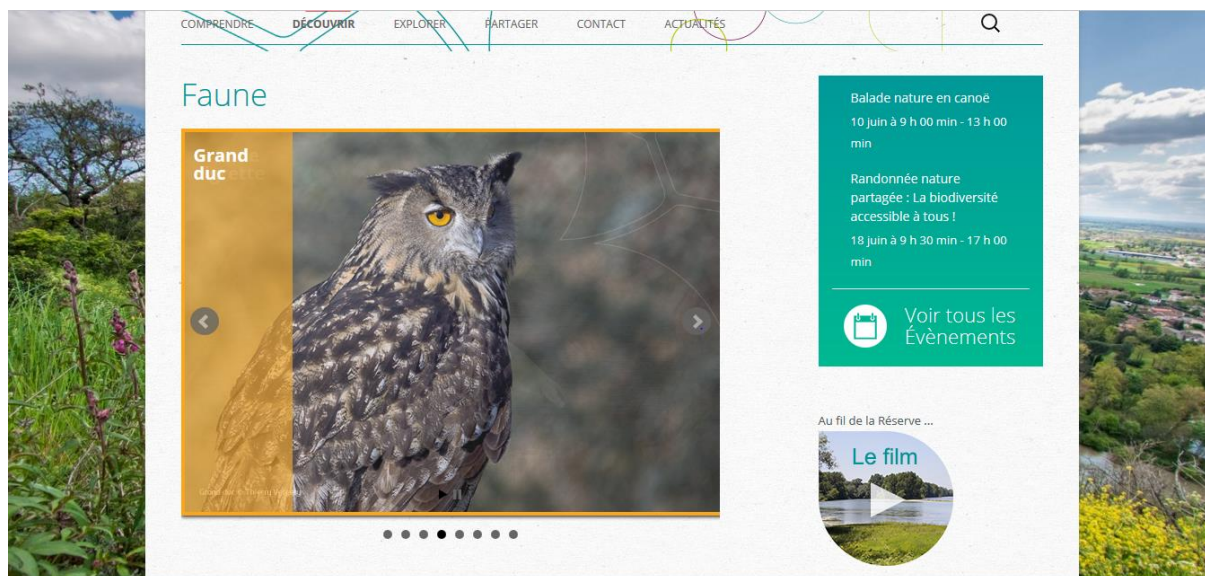 COMPRENDRE DÉCOUVRIR EXPLORER PARTAGER CONTACT ACTUALITÉS
Faune
Grand
duc
Balade nature en canoë
10 juin à 9 h 00 min - 13 h 00
min
Randonnée nature
partagée : La biodiversité
accessible à tous !
18 juin à 9 h 30 min - 17 h 00
min
Voir tous les
Évènements
Au fil de la Réserve ...
Le film